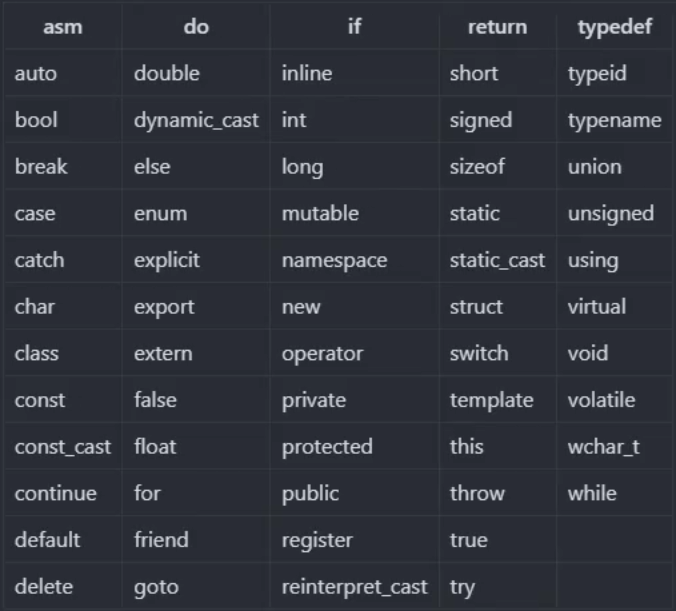 asm do if return typedef
auto double inline short typeid
bool dynamic_cast int signed typename
break else long sizeof union
case enum mutable static unsigned
catch explicit namespace static_cast using
char export new struct virtual
class extern operator switch void
const false private template volatile
const_cast float protected this wchar_t
continue for public throw while
default friend register true
delete goto reinterpret_cast try